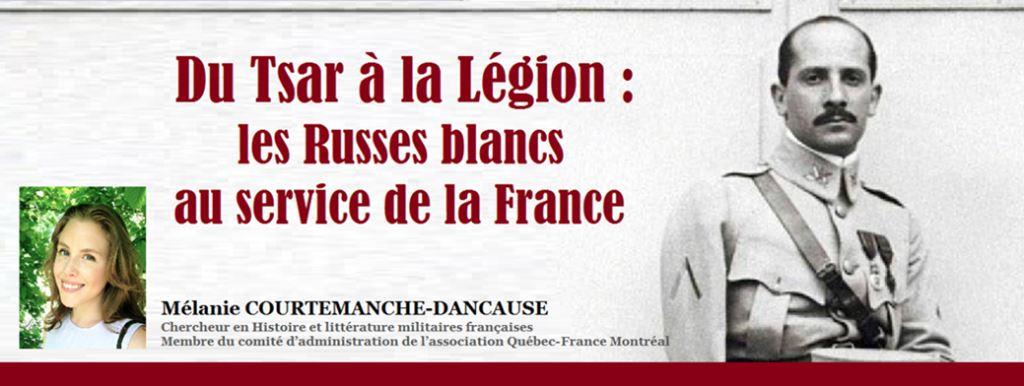 Du Tsar à la Légion :
les Russes blancs
au service de la France
Mélanie COURTEMANCHE-DANCAUSE
Chercheur en Histoire et littérature militaires françaises
Membre du comité d'administration de l'association Québec-France Montréal